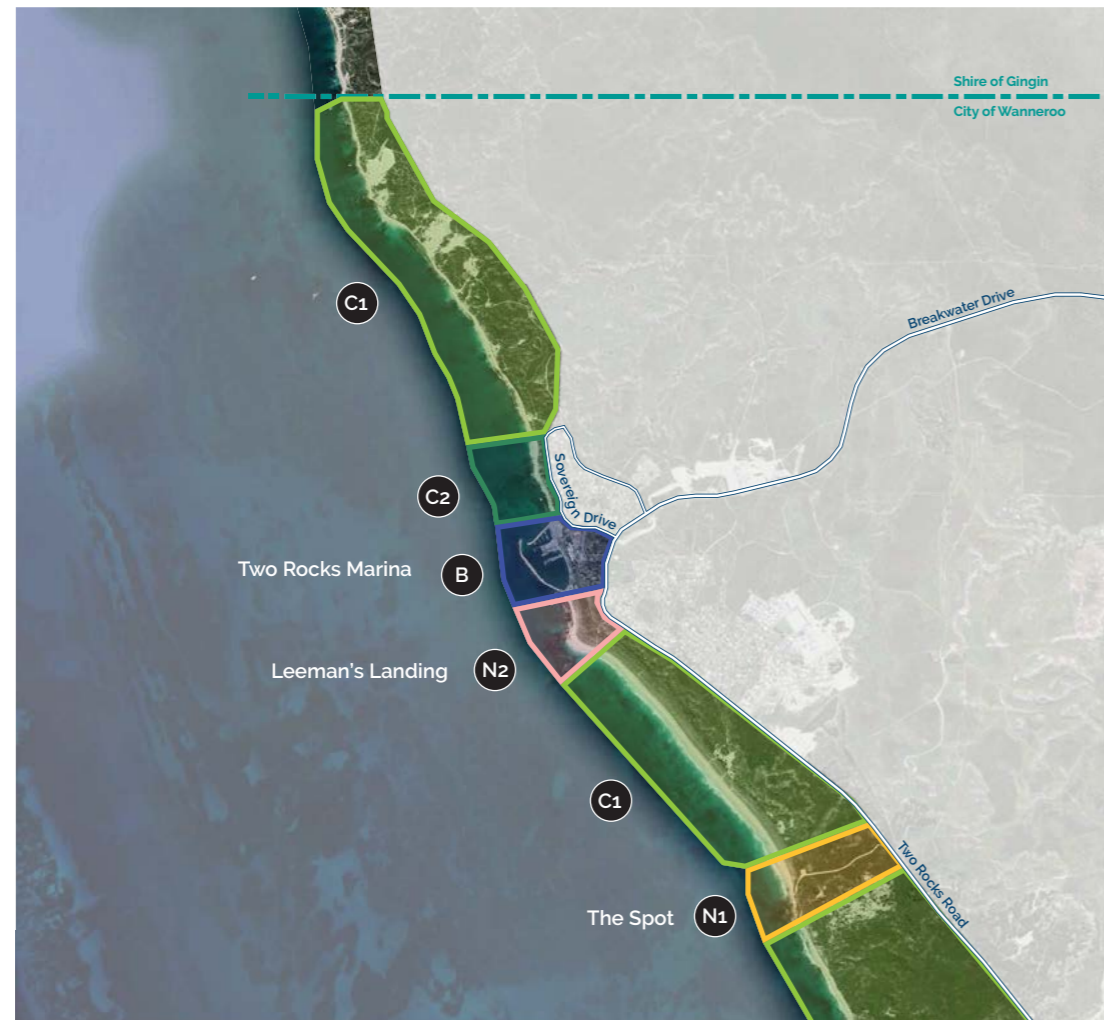 Shire of Gingin
City of Wanneroo
Breakwater Drive
C1
Sovereign Drive
C2
Two Rocks Marina
B
Leeman's Landing
N2
C1
Two Rocks Road
The Spot
N1